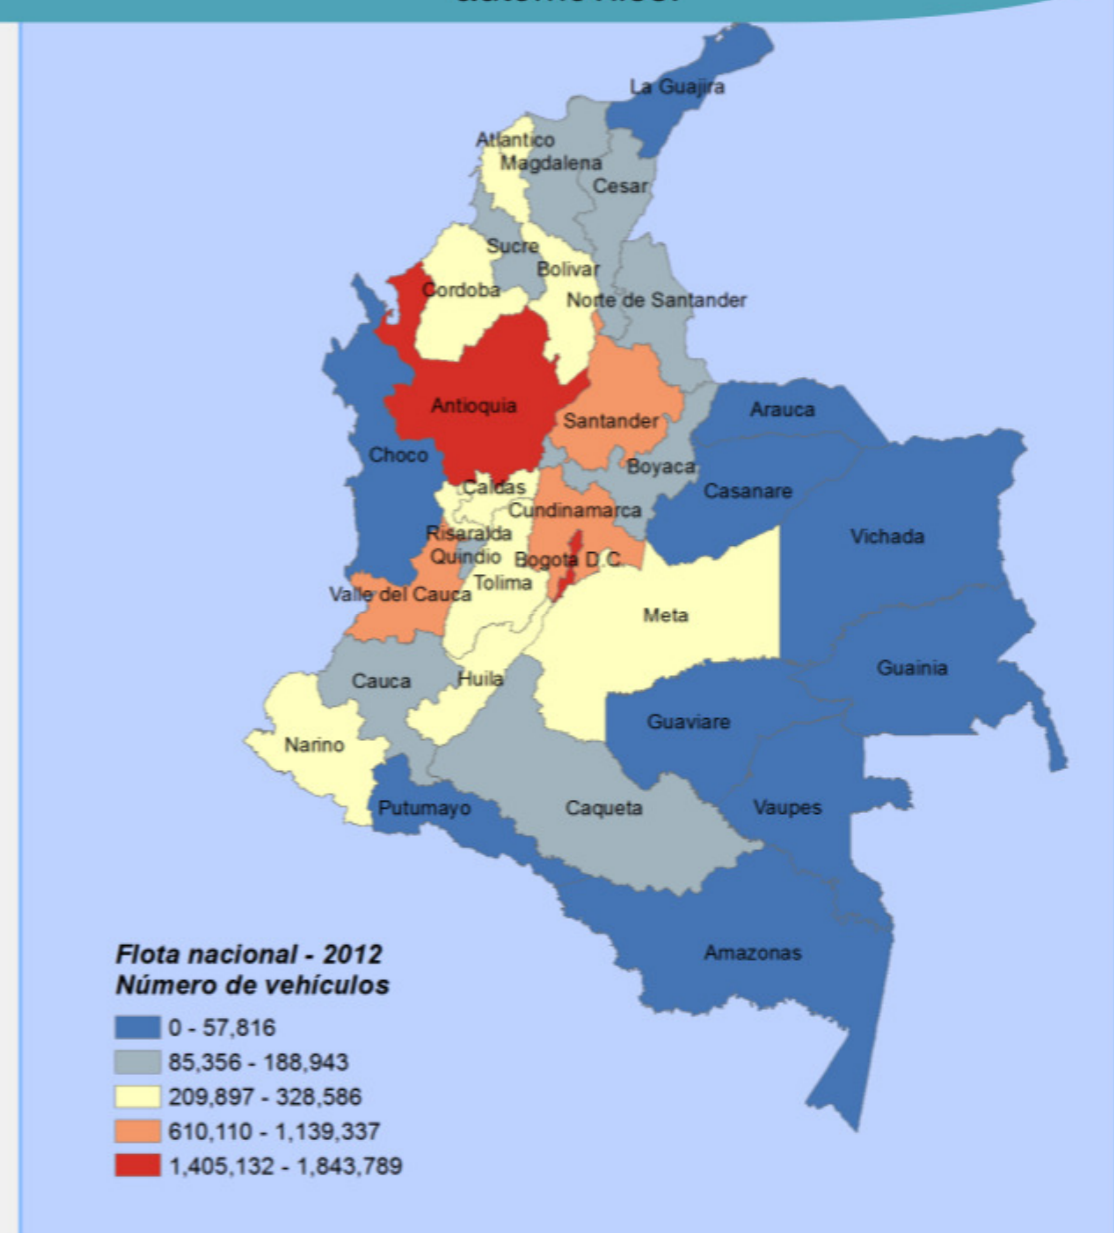 La Guajira
Atlantico
Magdalena
Cesar
Sucre
Bolivar
Cordoba
Norte de Santander
Antioquia
Santander
Arauca
Choco
Boyaca
Caldas
Casanare
Cundinamarca
Risaralda
Vichada
Quindio
Bogota D.C.
Tolima
Valle del Cauca
Meta
Guainia
Cauca
Huila
Guaviare
Narino
Putumayo
Caqueta
Vaupes
Amazonas
Flota nacional - 2012
Número de vehículos
0 - 57,816
85,356 - 188,943
209,897 - 328,586
610,110 - 1,139,337
1,405,132 - 1,843,789